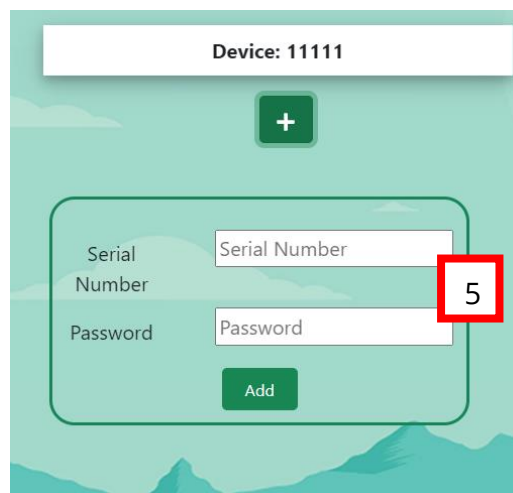 Device: 11111
+
Serial Number
Serial
Number
5
Password
Password
Add